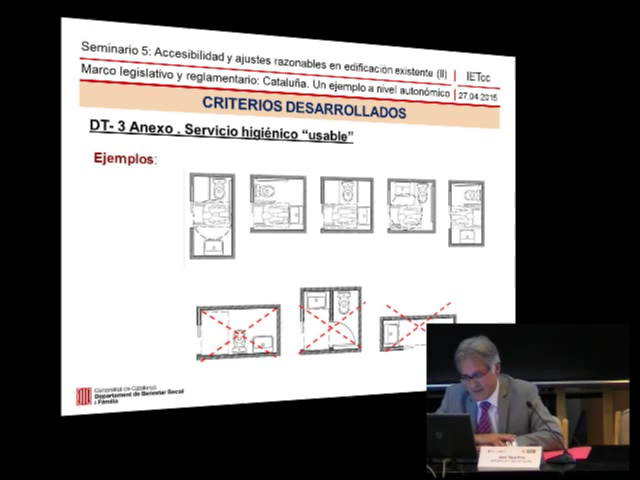 Seminario 5: Accesibilidad y ajustes razonables en edificación existente (II)
IETcc
Marco legislativo y reglamentario: Cataluña. Un ejemplo a nivel autonómico
27.04.2015
CRITERIOS DESARROLLADOS
DT- 3 Anexo . Servicio higiénico “usable”
Ejemplos:
Generalitat de Catalunya
Departament de Benestar Social
i Família